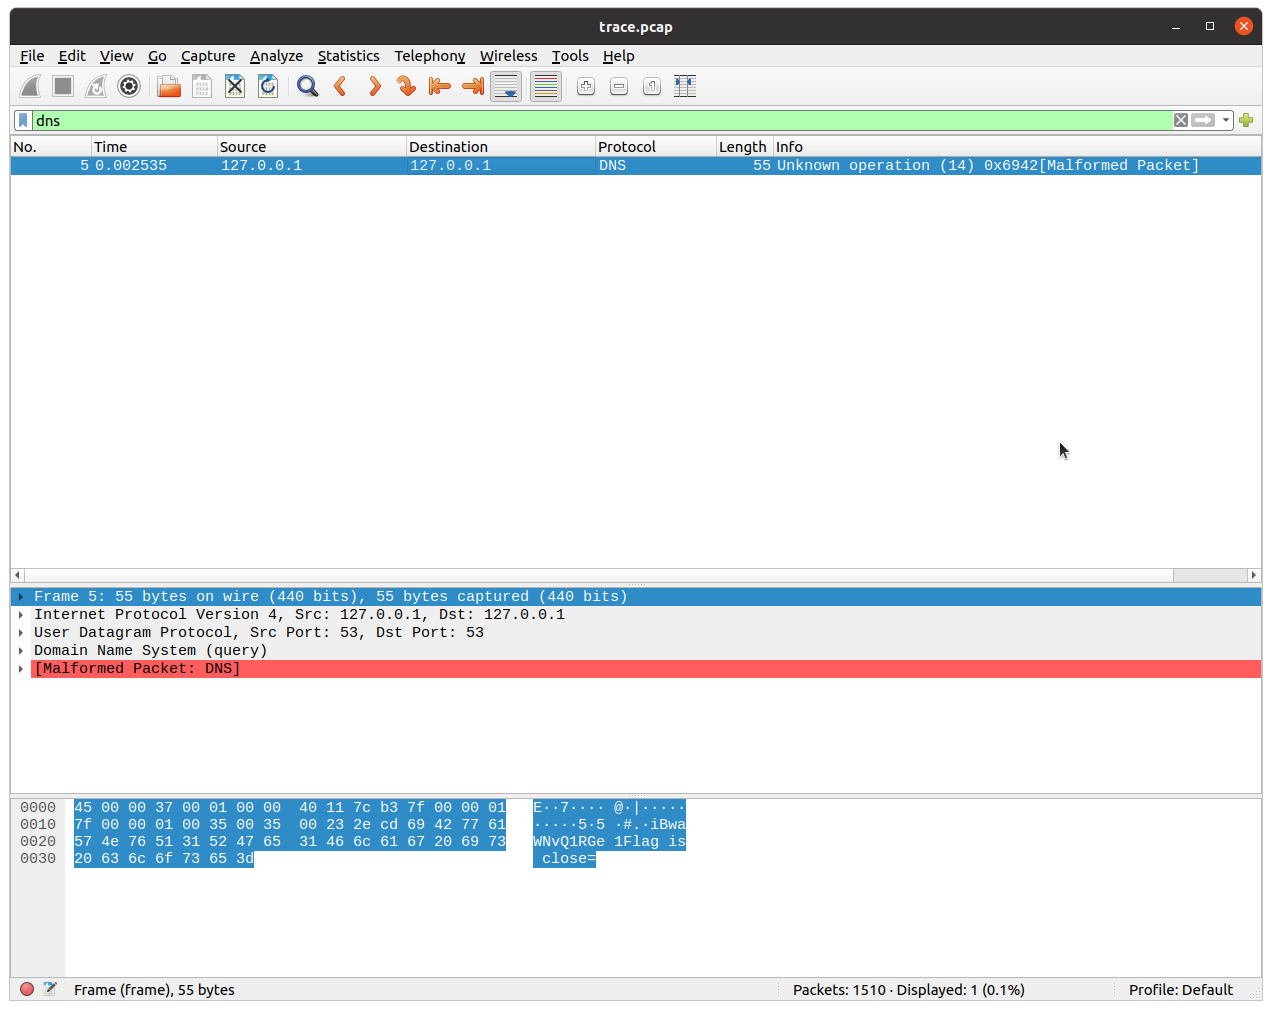 trace.pcap
File Edit View Go Capture Analyze Statistics Telephony Wireless Tools Help
dns
No. Time Source Destination Protocol Length Info
5 0.002535 127.0.0.1 127.0.0.1 DNS 55 Unknown operation (14) 0x6942[Malformed Packet]
Frame 5: 55 bytes on wire (440 bits), 55 bytes captured (440 bits)
Internet Protocol Version 4, Src: 127.0.0.1, Dst: 127.0.0.1
User Datagram Protocol, Src Port: 53, Dst Port: 53
Domain Name System (query)
[Malformed Packet: DNS]
0000 45 00 00 37 00 01 00 00 40 11 7c b3 7f 00 00 01 E··7···· @·|·····
0010 7f 00 00 01 00 35 00 35 00 23 2e cd 69 42 77 61 ·····5·5 ·#.·iBwa
0020 57 4e 76 51 31 52 47 65 31 46 6c 61 67 20 69 73 WNvQ1RGe 1Flag is
0030 20 63 6c 6f 73 65 3d close=
Frame (frame), 55 bytes Packets: 1510 · Displayed: 1 (0.1%) Profile: Default